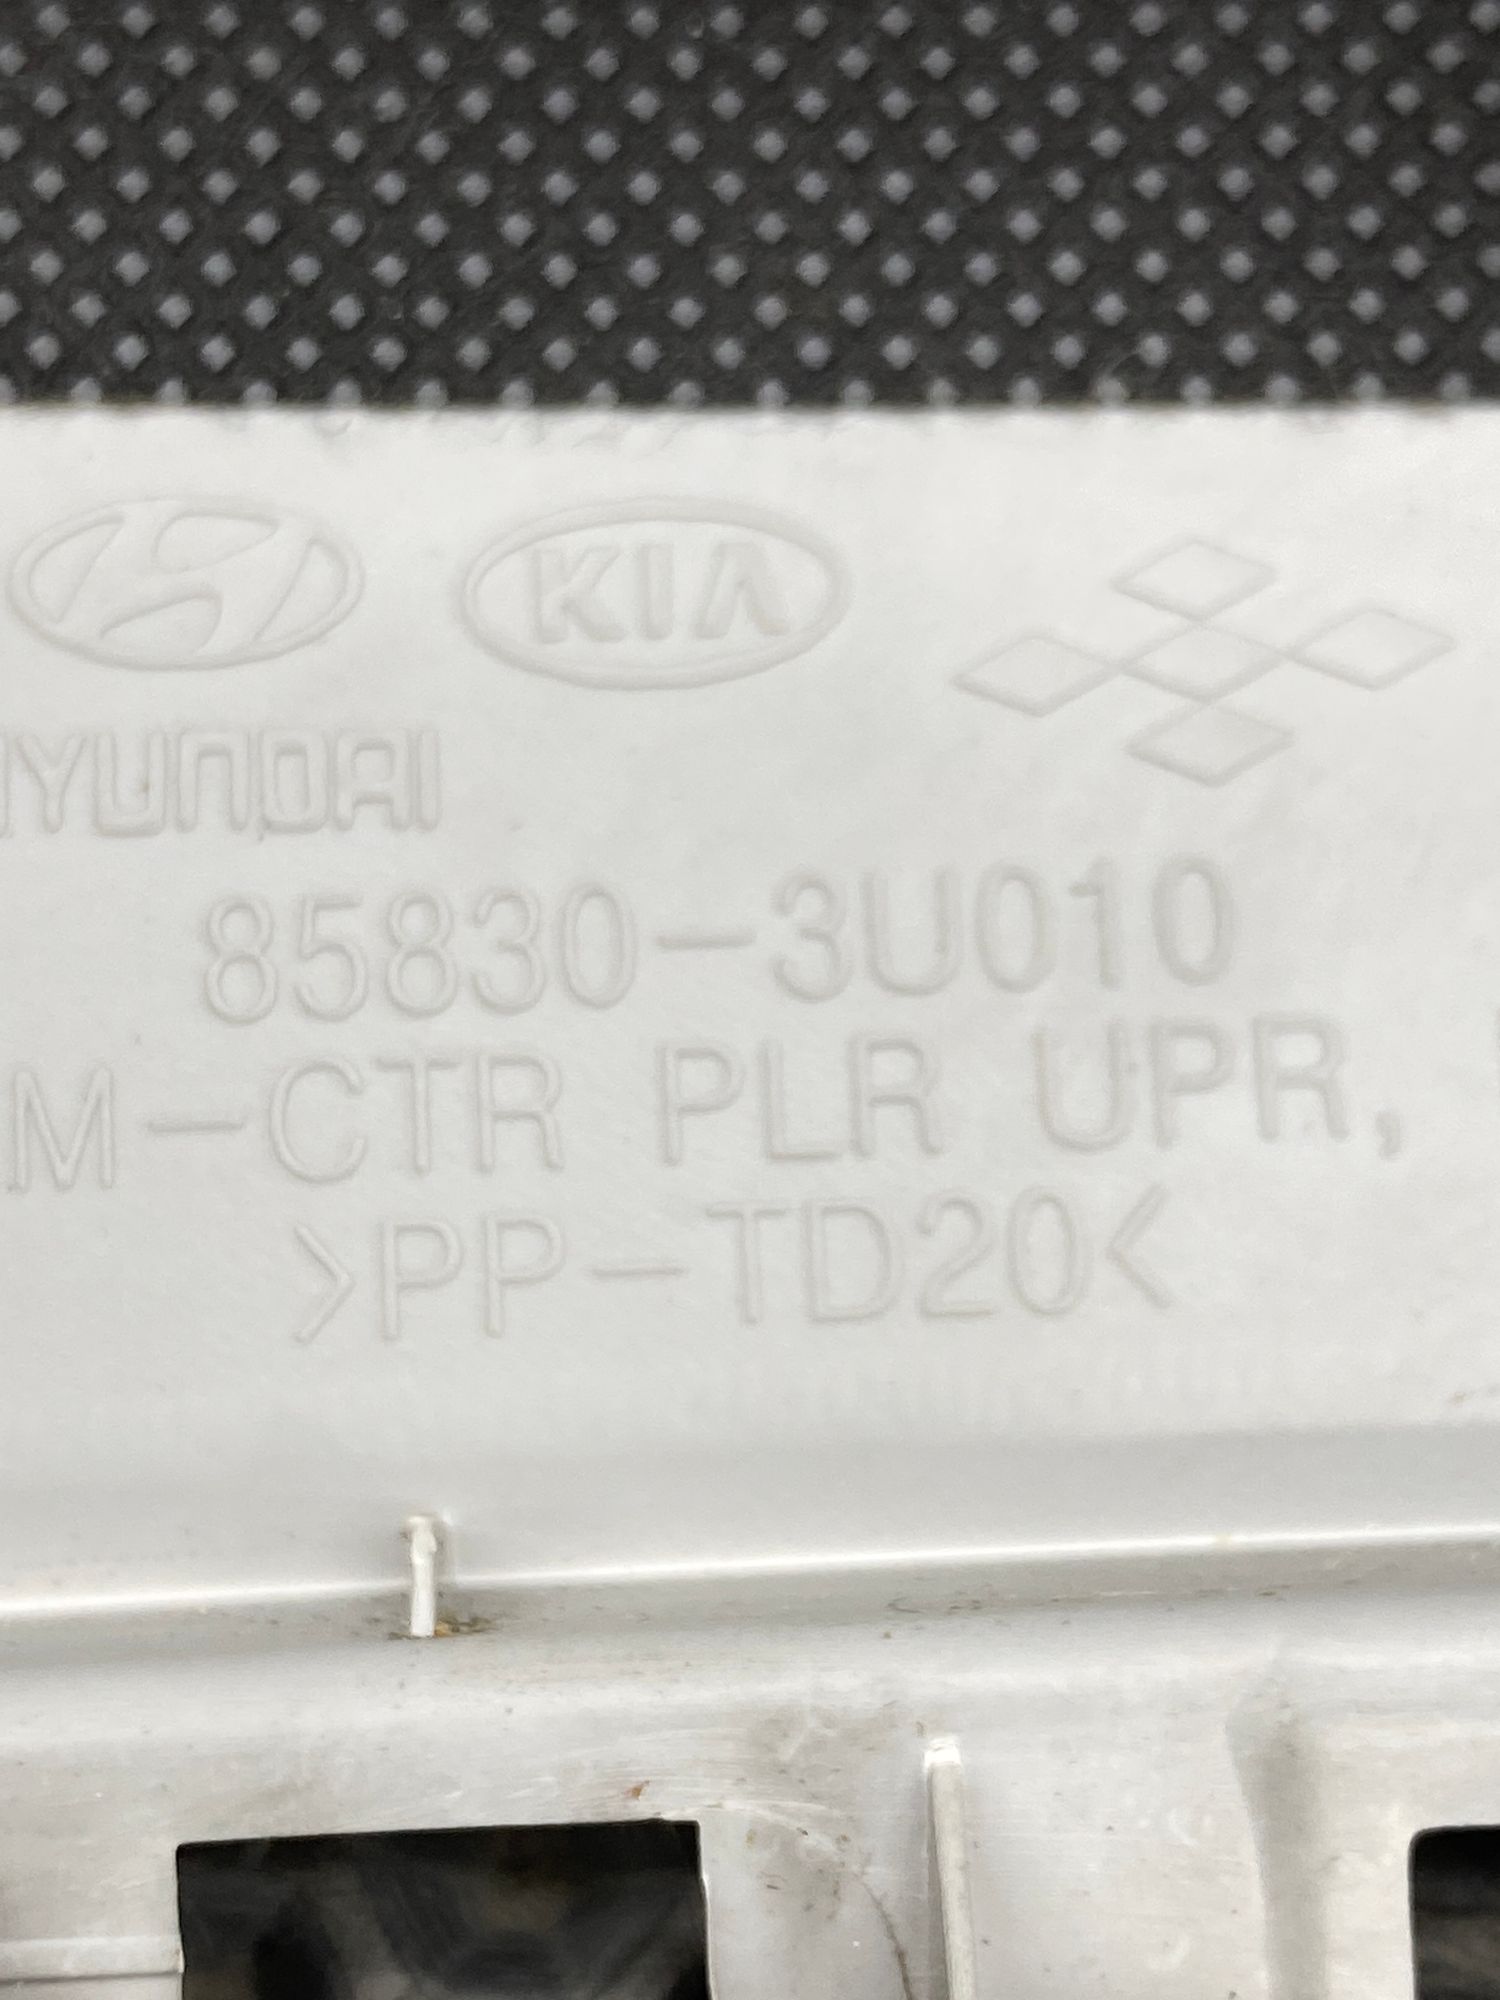 KIA
HYUNDAI
85830-3U010
M-CTR PLR UPR,
>PP-TD20<